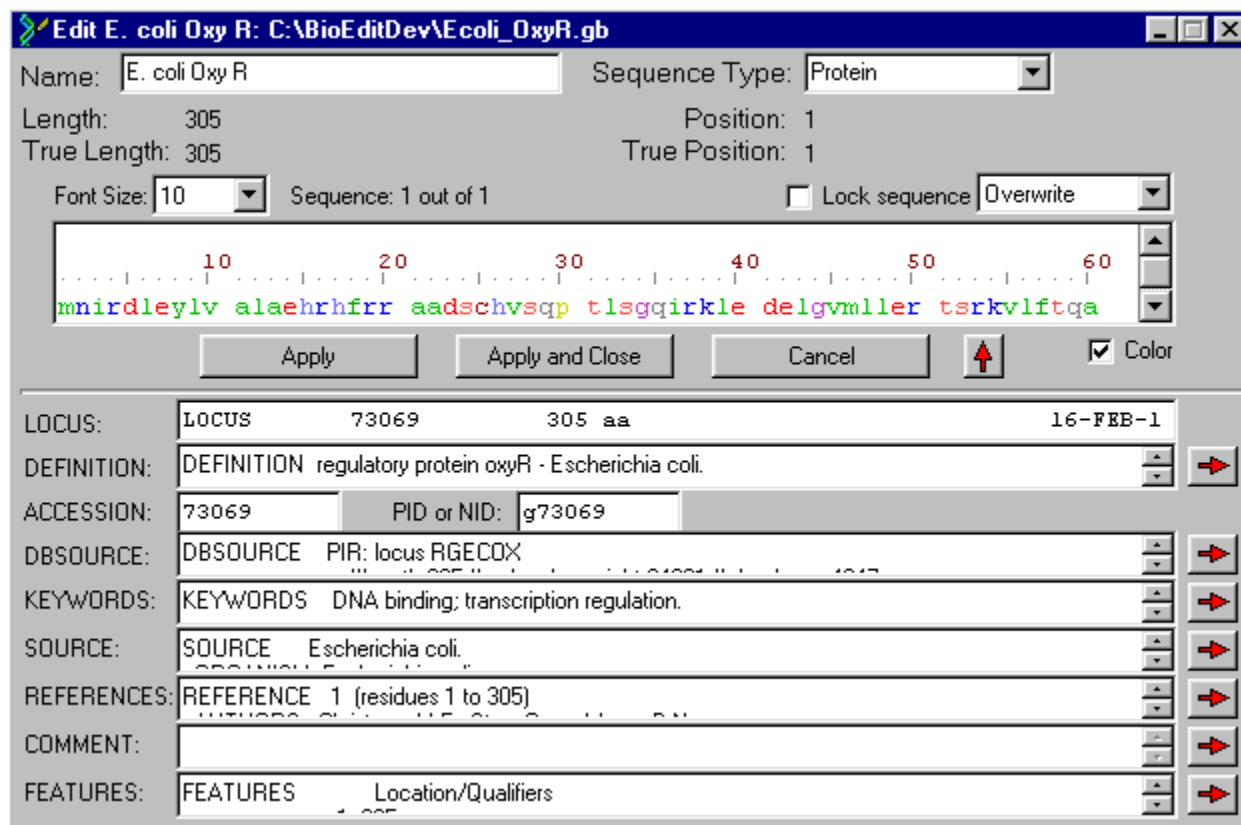 Edit E. coli Oxy R: C:\BioEditDev\Ecoli_OxyR.gb
Name: E. coli Oxy R Sequence Type: Protein
Length: 305 Position: 1
True Length: 305 True Position: 1
Font Size: 10 Sequence: 1 out of 1 Lock sequence Overwrite
10 20 30 40 50 60
mnirdleylv alaehrhfrr aadschvsqp tlsgqirkle delgvmller tsrkvlftqa
Apply Apply and Close Cancel Color
LOCUS: LOCUS 73069 305 aa 16-FEB-1
DEFINITION: DEFINITION regulatory protein oxyR - Escherichia coli.
ACCESSION: 73069 PID or NID: g73069
DBSOURCE: DBSOURCE PIR: locus RGECOX
KEYWORDS: KEYWORDS DNA binding; transcription regulation.
SOURCE: SOURCE Escherichia coli.
REFERENCES: REFERENCE 1 (residues 1 to 305)
COMMENT:
FEATURES: FEATURES Location/Qualifiers